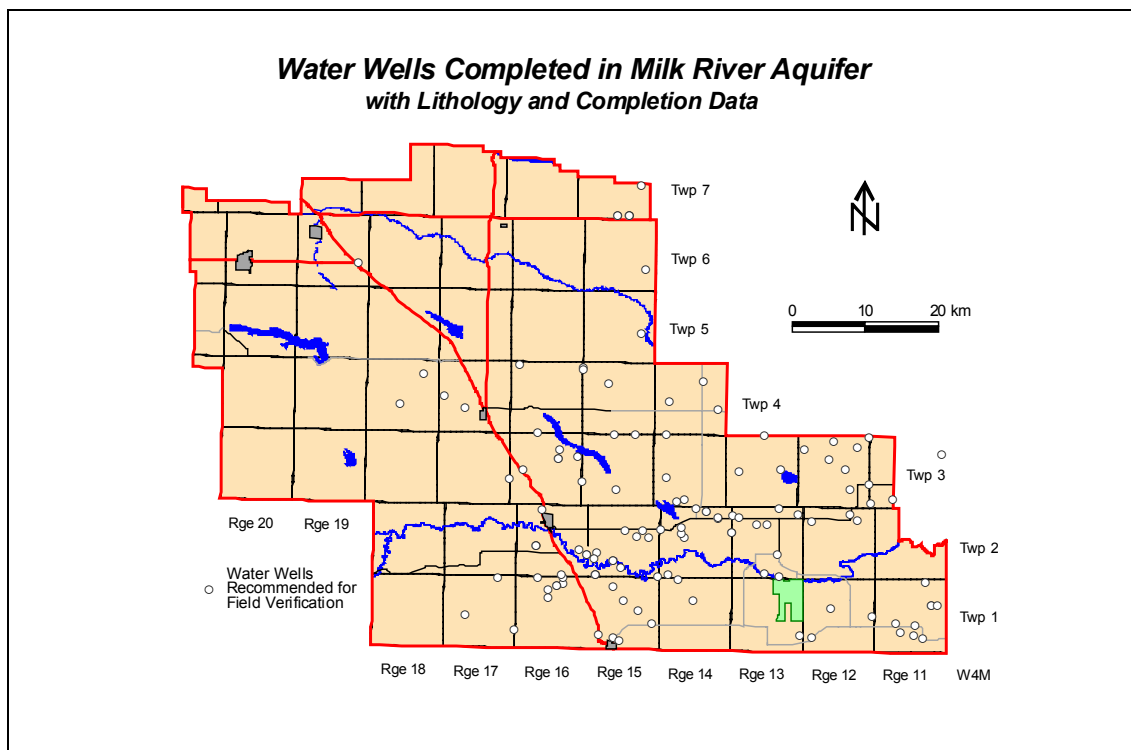 Water Wells Completed in Milk River Aquifer
with Lithology and Completion Data
Twp 7
N
Twp 6
0 10 20 km
Twp 5
Twp 4
Twp 3
Rge 20 Rge 19
Twp 2
Water Wells
Recommended for
Field Verification
Twp 1
Rge 18 Rge 17 Rge 16 Rge 15 Rge 14 Rge 13 Rge 12 Rge 11 W4M